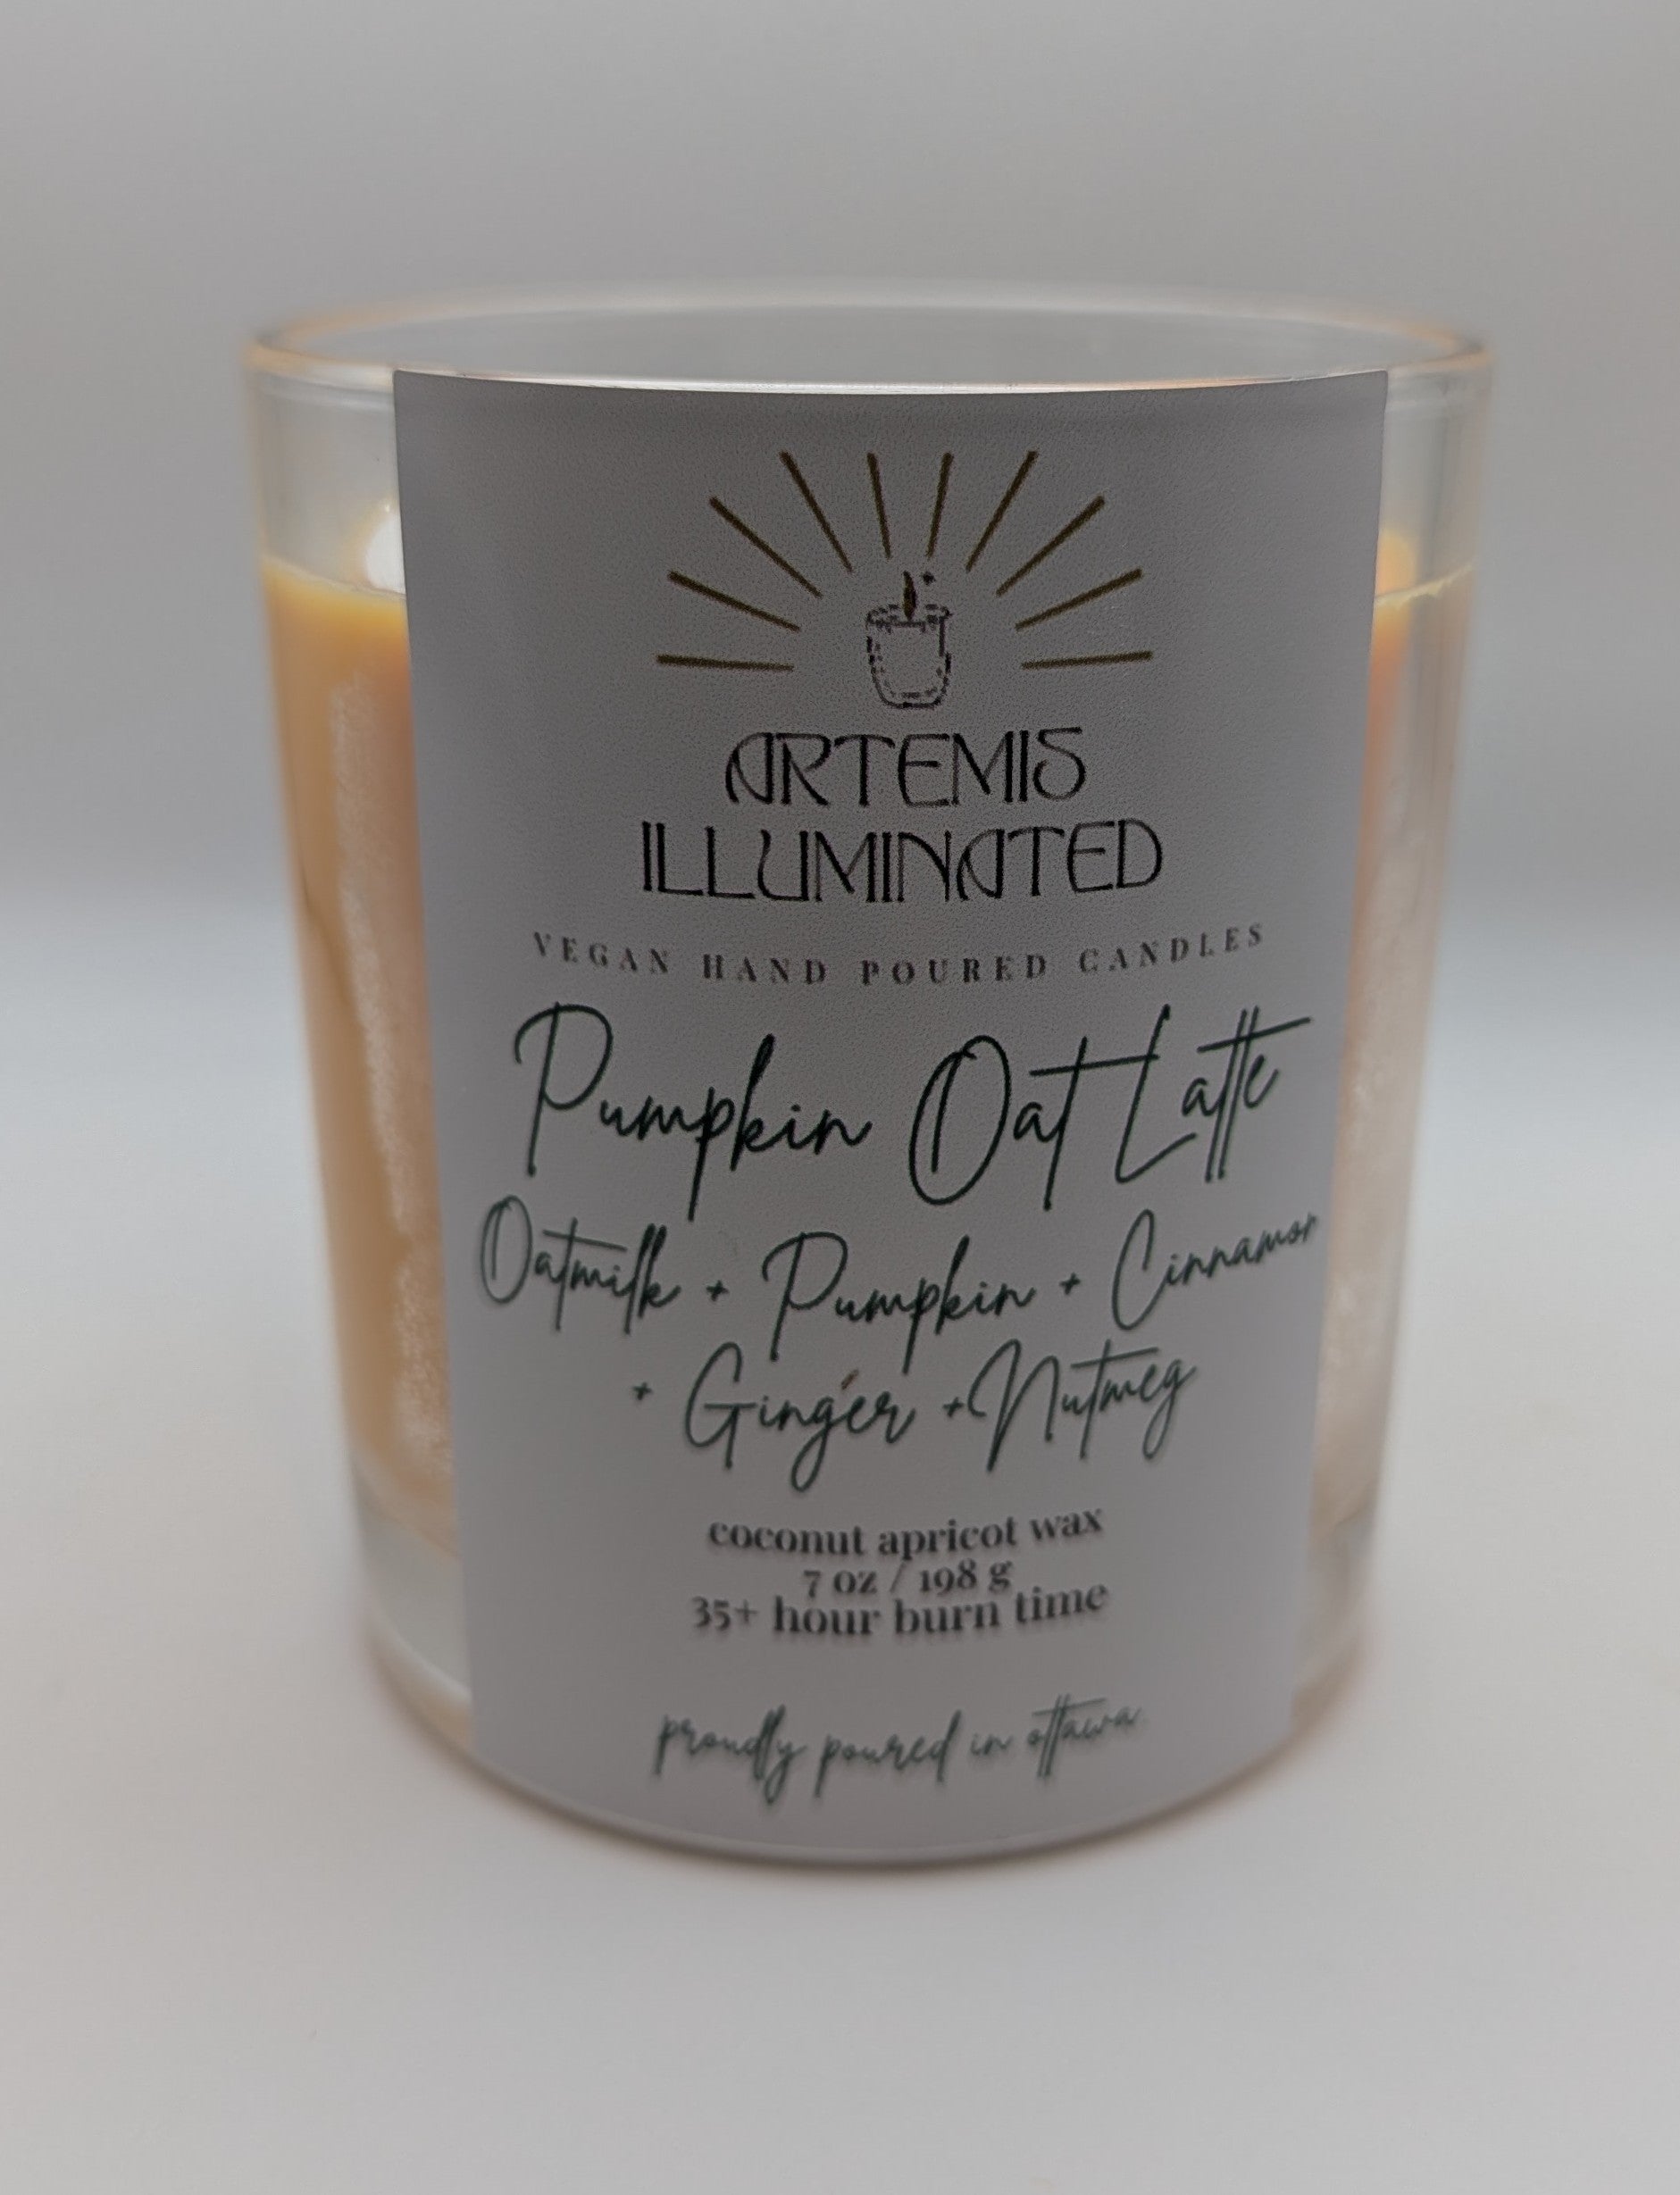 ARTEMIS
ILLUMINATED
VEGAN HAND POURED CANDLES
Pumpkin Oat Latte
Oatmilk + Pumpkin + Cinnamon
+ Ginger + Nutmeg
coconut apricot wax
7 oz / 198 g
35+ hour burn time
proudly poured in ottawa.